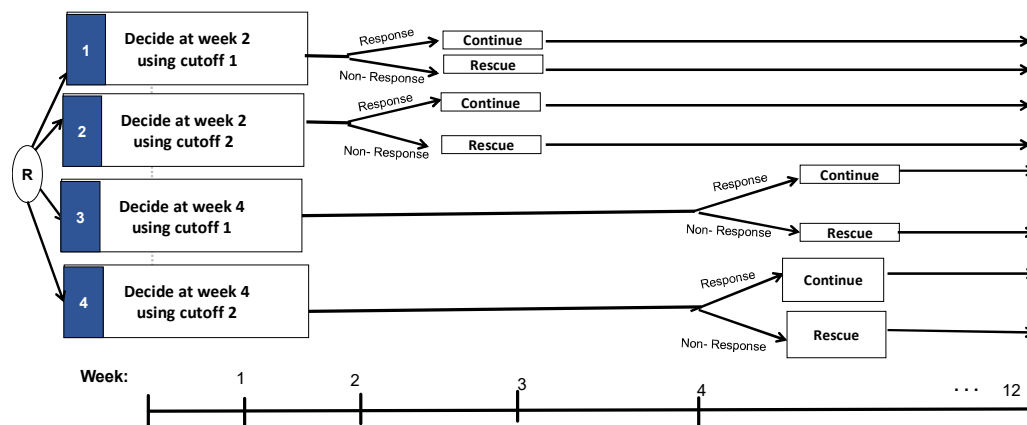 R
1
Decide at week 2
using cutoff 1
Response
Continue
Non- Response
Rescue
2
Decide at week 2
using cutoff 2
Response
Continue
Non- Response
Rescue
3
Decide at week 4
using cutoff 1
Response
Continue
Non- Response
Rescue
4
Decide at week 4
using cutoff 2
Response
Continue
Non- Response
Rescue
Week:
1
2
3
4
. . .
12